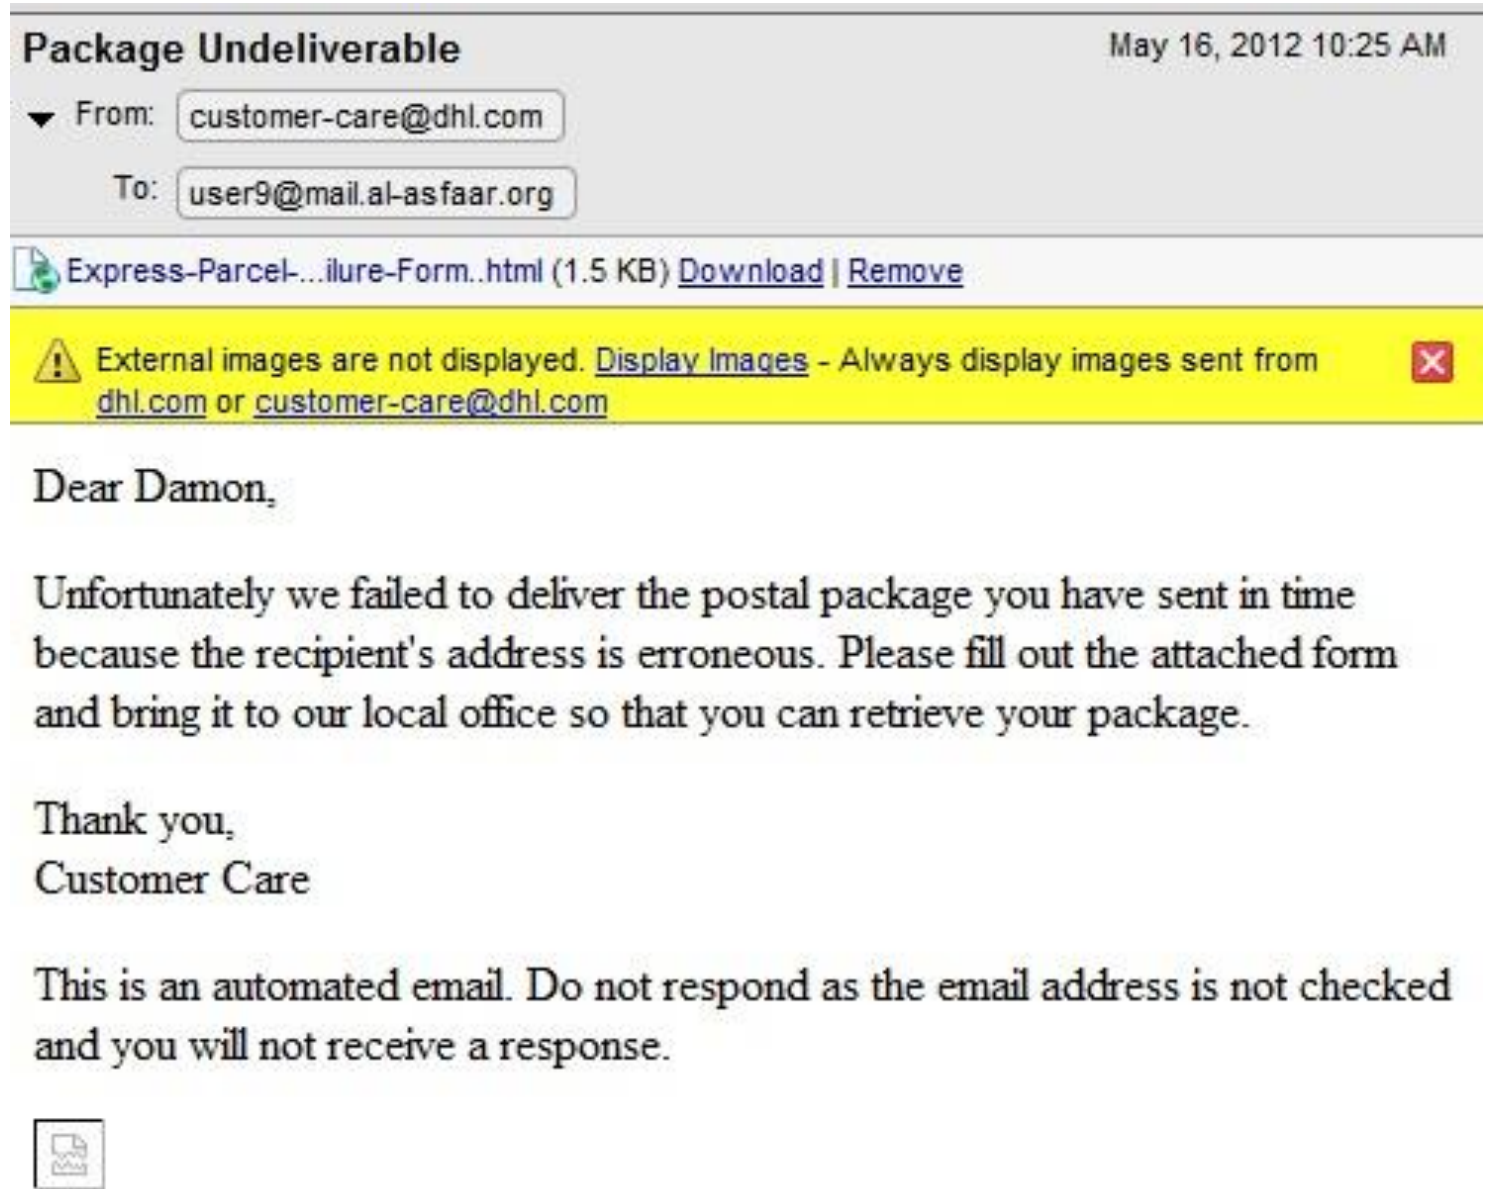 Package Undeliverable May 16, 2012 10:25 AM
From: customer-care@dhl.com
To: user9@mail.al-asfaar.org
Express-Parcel-...ilure-Form..html (1.5 KB) Download | Remove
External images are not displayed. Display Images - Always display images sent from
dhl.com or customer-care@dhl.com
Dear Damon,
Unfortunately we failed to deliver the postal package you have sent in time
because the recipient's address is erroneous. Please fill out the attached form
and bring it to our local office so that you can retrieve your package.
Thank you,
Customer Care
This is an automated email. Do not respond as the email address is not checked
and you will not receive a response.